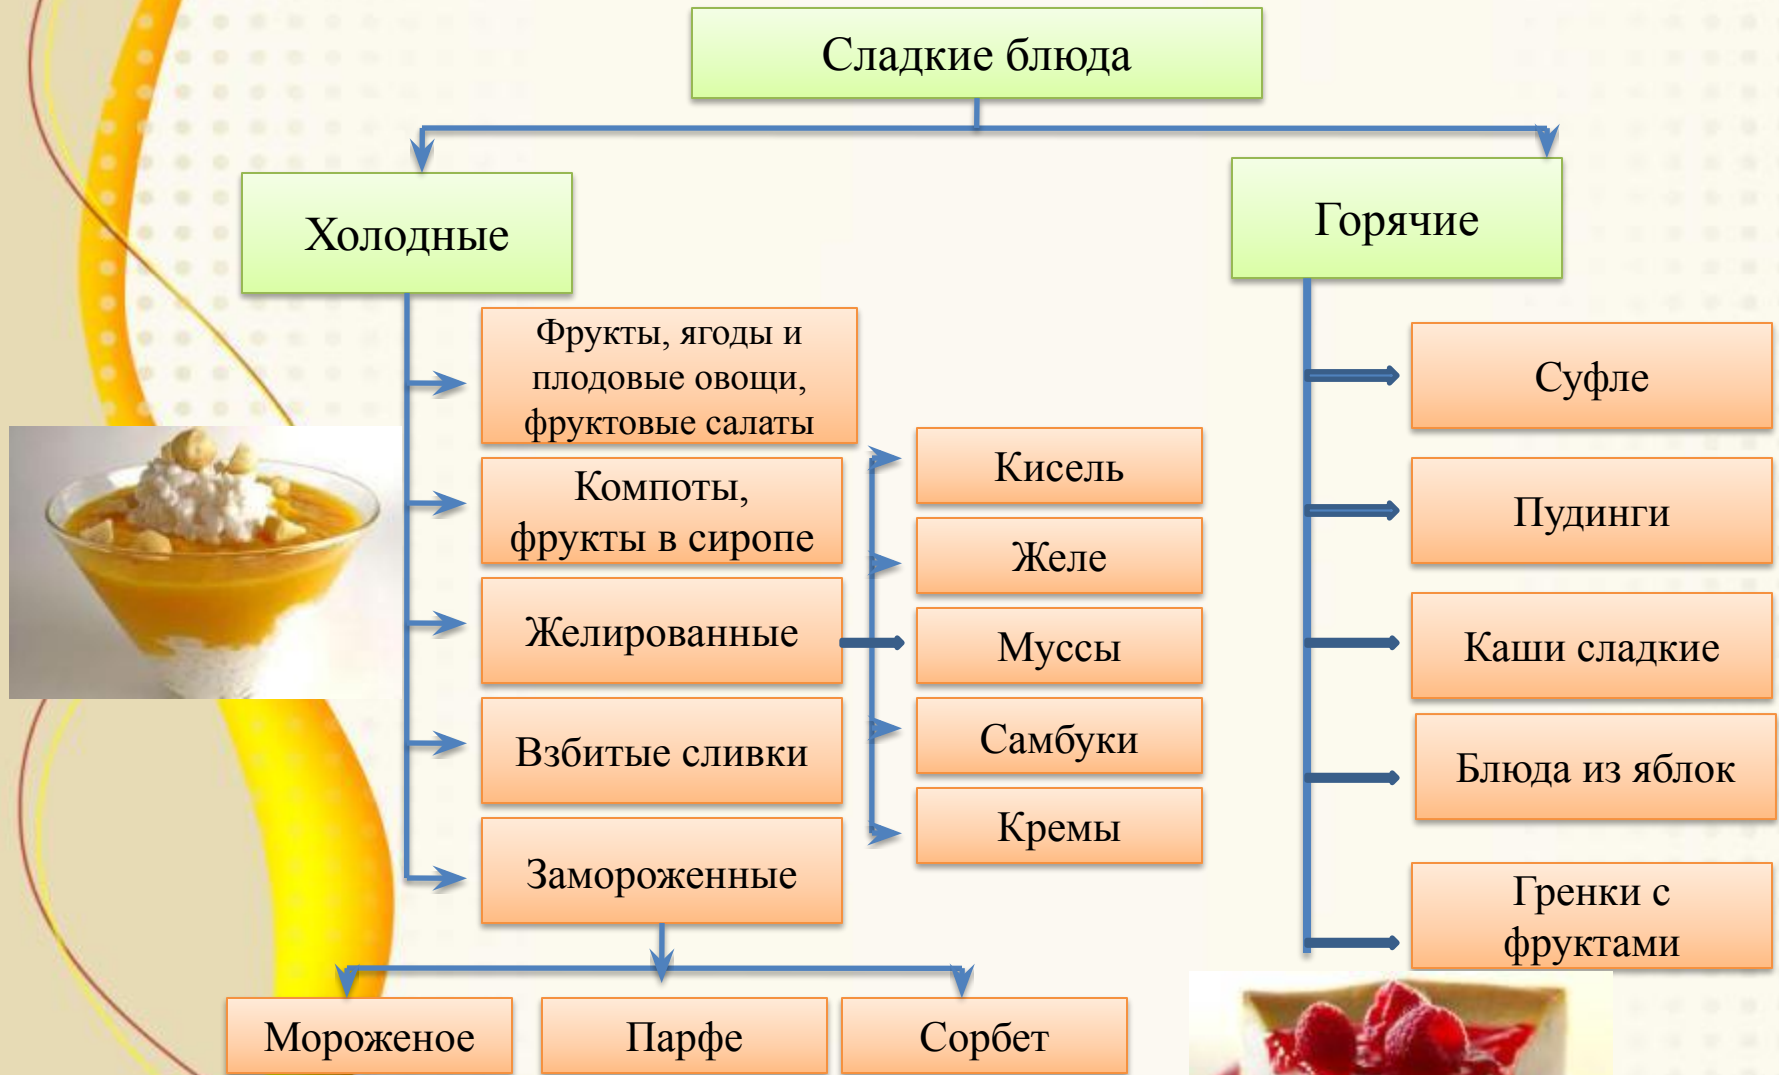 Сладкие блюда
Холодные
Горячие
Фрукты, ягоды и
плодовые овощи,
фруктовые салаты
Компоты,
фрукты в сиропе
Желированные
Взбитые сливки
Замороженные
Кисель
Желе
Муссы
Самбуки
Кремы
Мороженое
Парфе
Сорбет
Суфле
Пудинги
Каши сладкие
Блюда из яблок
Гренки с
фруктами